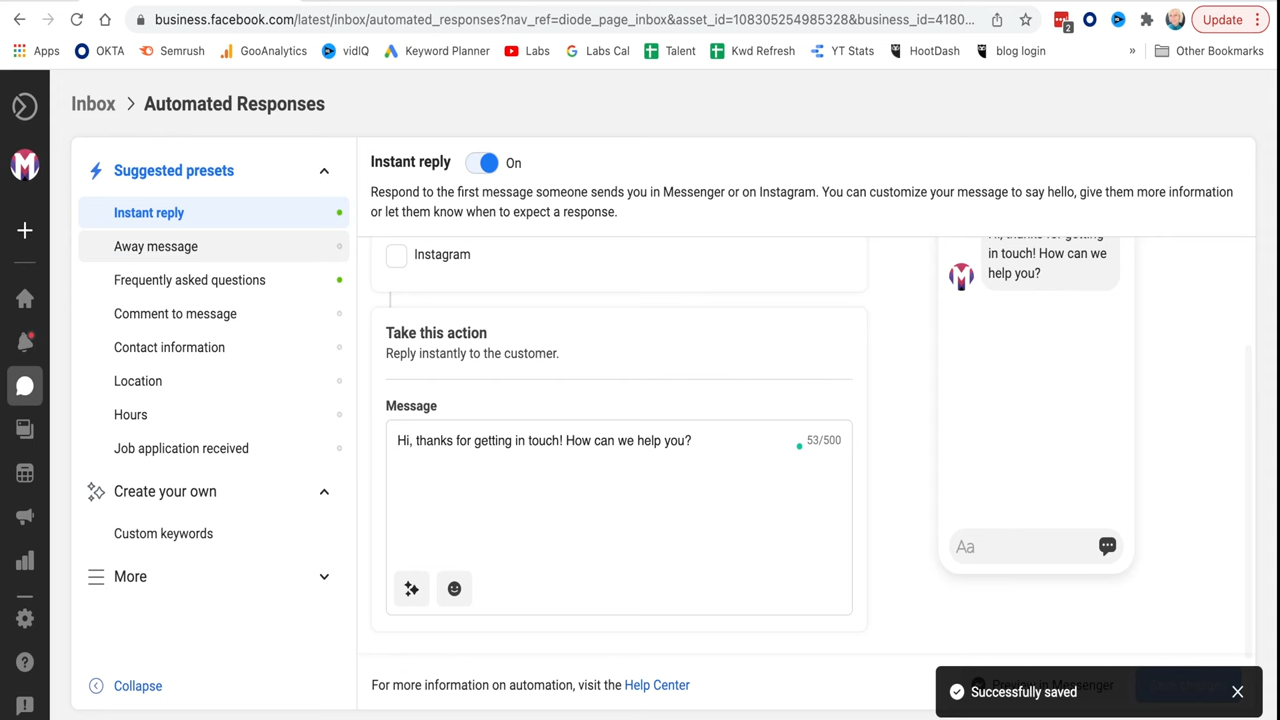 business.facebook.com/latest/inbox/automated_responses?nav_ref=diode_page_inbox&asset_id=108305254985328&business_id=4180...
2
Update
Apps
OKTA
Semrush
GooAnalytics
vidIQ
Keyword Planner
Labs
Labs Cal
Talent
Kwd Refresh
YT Stats
HootDash
blog login
»
Other Bookmarks
Inbox > Automated Responses
Suggested presets
Instant reply
Away message
Frequently asked questions
Comment to message
Contact information
Location
Hours
Job application received
Create your own
Custom keywords
More
Collapse
Instant reply
On
Respond to the first message someone sends you in Messenger or on Instagram. You can customize your message to say hello, give them more information
or let them know when to expect a response.
Instagram
Take this action
Reply instantly to the customer.
Message
Hi, thanks for getting in touch! How can we help you?
53/500
Hi, thanks for getting
in touch! How can we
help you?
Aa
For more information on automation, visit the Help Center
Preview in Messenger
Successfully saved